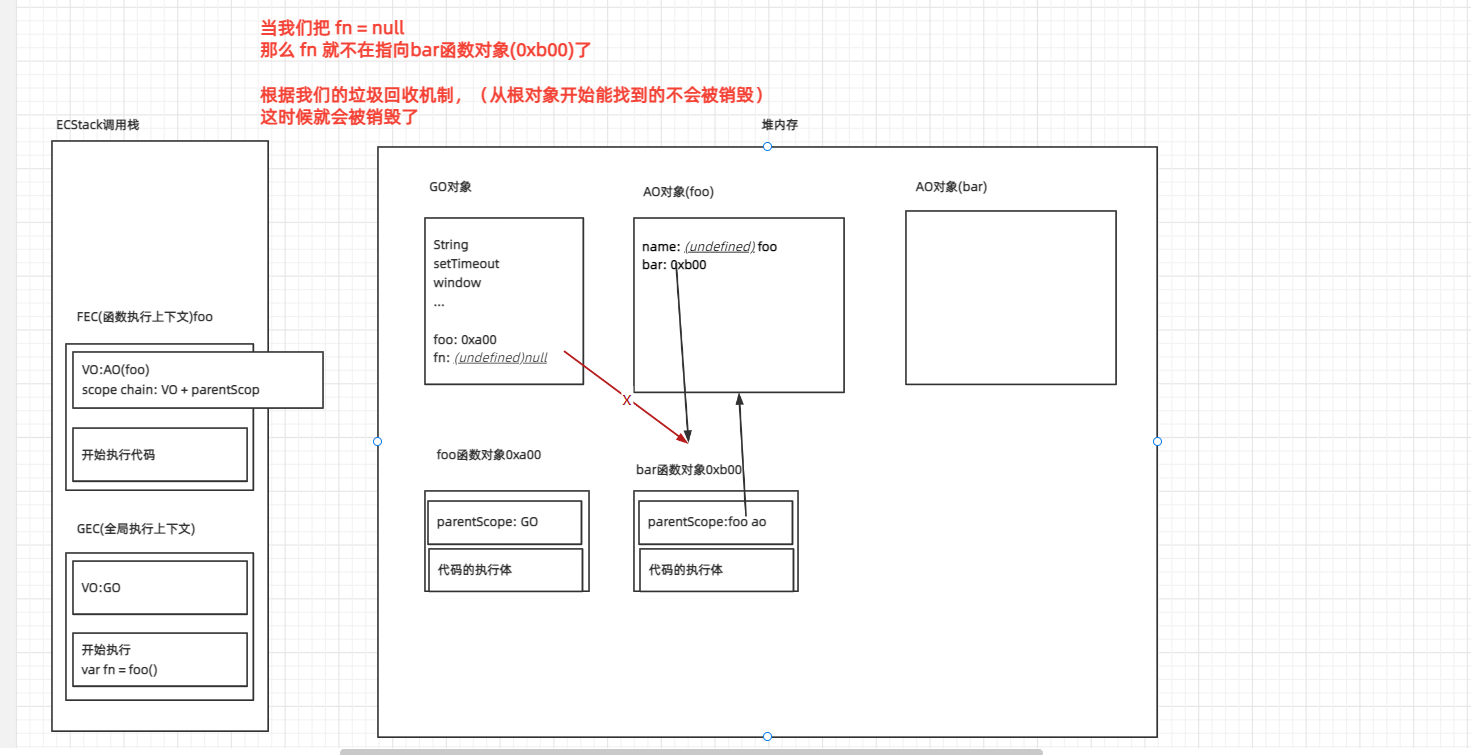 当我们把 fn = null
那么 fn 就不在指向bar函数对象(0xb00)了
根据我们的垃圾回收机制，（从根对象开始能找到的不会被销毁）
这时候就会被销毁了
ECStack调用栈
堆内存
GO对象
AO对象(foo)
AO对象(bar)
String
setTimeout
window
...
foo: 0xa00
fn: (undefined)null
name: (undefined) foo
bar: 0xb00
FEC(函数执行上下文)foo
VO:AO(foo)
scope chain: VO + parentScop
开始执行代码
X
foo函数对象0xa00
bar函数对象0xb00
parentScope: GO
代码的执行体
parentScope:foo ao
代码的执行体
GEC(全局执行上下文)
VO:GO
开始执行
var fn = foo()